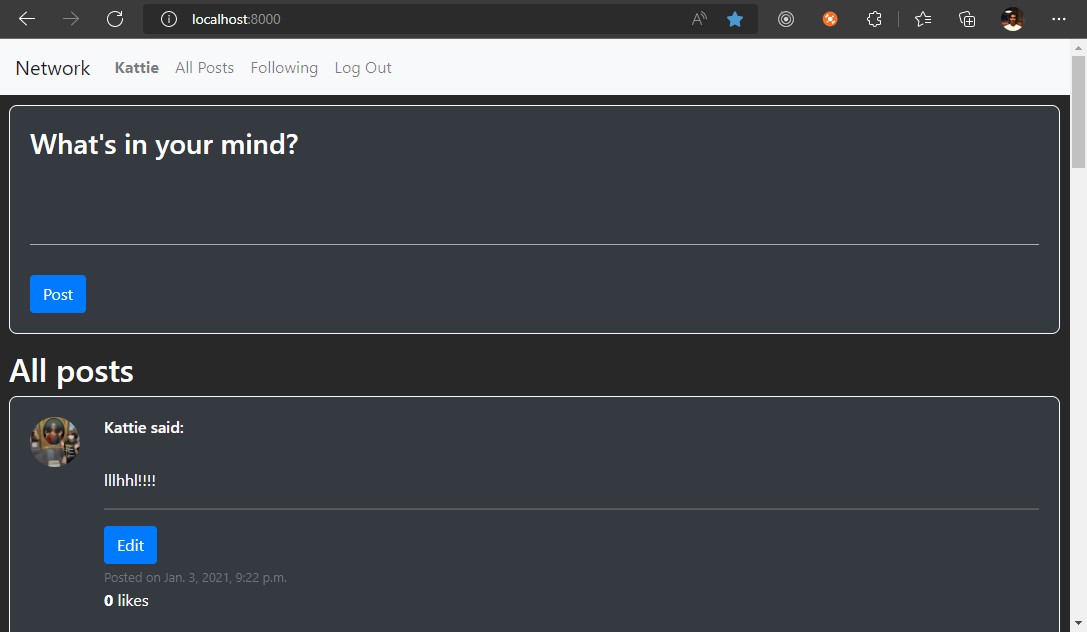 localhost:8000
Network Kattie All Posts Following Log Out
What's in your mind?
Post
All posts
Kattie said:
lllhhl!!!!
Edit
Posted on Jan. 3, 2021, 9:22 p.m.
0 likes